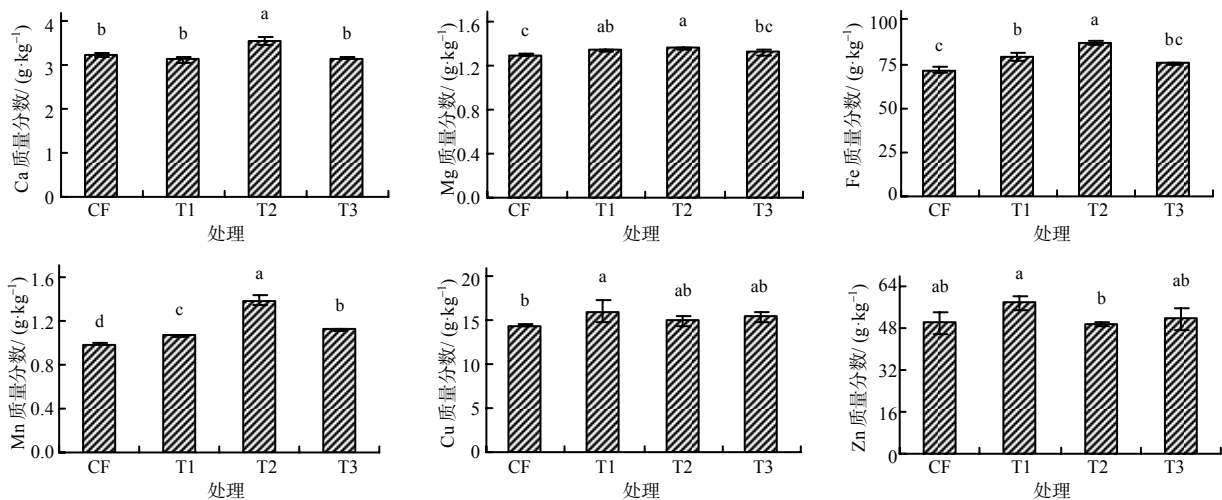 Ca 质量分数/ (g·kg⁻¹)
4
3
2
1
0
b b a b
CF T1 T2 T3
处理
Mg 质量分数/ (g·kg⁻¹)
1.6
1.2
0.8
0.4
0.0
c ab a bc
CF T1 T2 T3
处理
Fe 质量分数/ (g·kg⁻¹)
100
75
50
25
0
c b a bc
CF T1 T2 T3
处理
Mn 质量分数/ (g·kg⁻¹)
1.6
1.2
0.8
0.4
0.0
d c a b
CF T1 T2 T3
处理
Cu 质量分数/ (g·kg⁻¹)
20
15
10
5
0
b a ab ab
CF T1 T2 T3
处理
Zn 质量分数/ (g·kg⁻¹)
64
48
32
16
0
ab a b ab
CF T1 T2 T3
处理